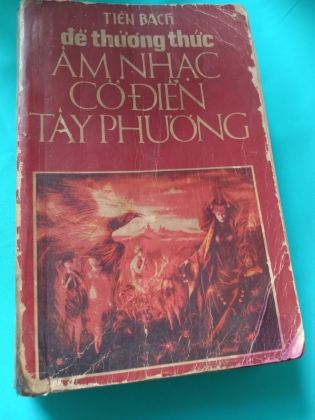 TIẾN BẠCH
để thưởng thức
ÂM NHẠC
CỔ ĐIỂN
TÂY PHƯƠNG